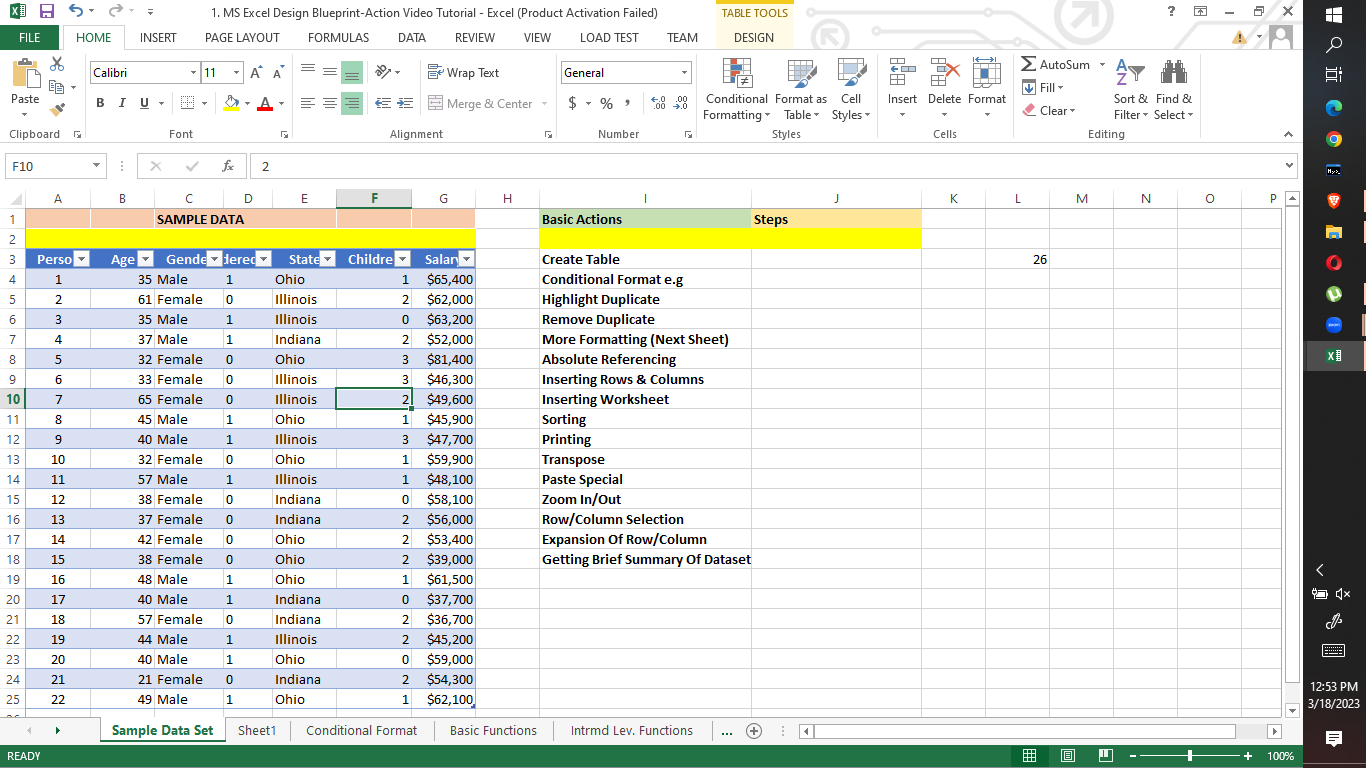 1. MS Excel Design Blueprint-Action Video Tutorial - Excel (Product Activation Failed)
TABLE TOOLS
?
FILE HOME INSERT PAGE LAYOUT FORMULAS DATA REVIEW VIEW LOAD TEST TEAM DESIGN
Paste
Calibri 11
B I U
Wrap Text
Merge & Center
General
$ % ,
Conditional Formatting
Format as Table
Cell Styles
Insert Delete Format
AutoSum
Fill
Clear
Sort & Filter
Find & Select
Clipboard Font Alignment Number Styles Cells Editing
F10 fx 2
A B C D E F G H I J K L M N O P
1 SAMPLE DATA Basic Actions Steps
2
3 Perso Age Gende dered State Childre Salary Create Table 26
4 1 35 Male 1 Ohio 1 $65,400 Conditional Format e.g
5 2 61 Female 0 Illinois 2 $62,000 Highlight Duplicate
6 3 35 Male 1 Illinois 0 $63,200 Remove Duplicate
7 4 37 Male 1 Indiana 2 $52,000 More Formatting (Next Sheet)
8 5 32 Female 0 Ohio 3 $81,400 Absolute Referencing
9 6 33 Female 0 Illinois 3 $46,300 Inserting Rows & Columns
10 7 65 Female 0 Illinois 2 $49,600 Inserting Worksheet
11 8 45 Male 1 Ohio 1 $45,900 Sorting
12 9 40 Male 1 Illinois 3 $47,700 Printing
13 10 32 Female 0 Ohio 1 $59,900 Transpose
14 11 57 Male 1 Illinois 1 $48,100 Paste Special
15 12 38 Female 0 Indiana 0 $58,100 Zoom In/Out
16 13 37 Female 0 Indiana 2 $56,000 Row/Column Selection
17 14 42 Female 0 Ohio 2 $53,400 Expansion Of Row/Column
18 15 38 Female 0 Ohio 2 $39,000 Getting Brief Summary Of Dataset
19 16 48 Male 1 Ohio 1 $61,500
20 17 40 Male 1 Indiana 0 $37,700
21 18 57 Female 0 Indiana 2 $36,700
22 19 44 Male 1 Illinois 2 $45,200
23 20 40 Male 1 Ohio 0 $59,000
24 21 21 Female 0 Indiana 2 $54,300
25 22 49 Male 1 Ohio 1 $62,100
Sample Data Set Sheet1 Conditional Format Basic Functions Intrmd Lev. Functions ...
READY 100%
12:53 PM
3/18/2023